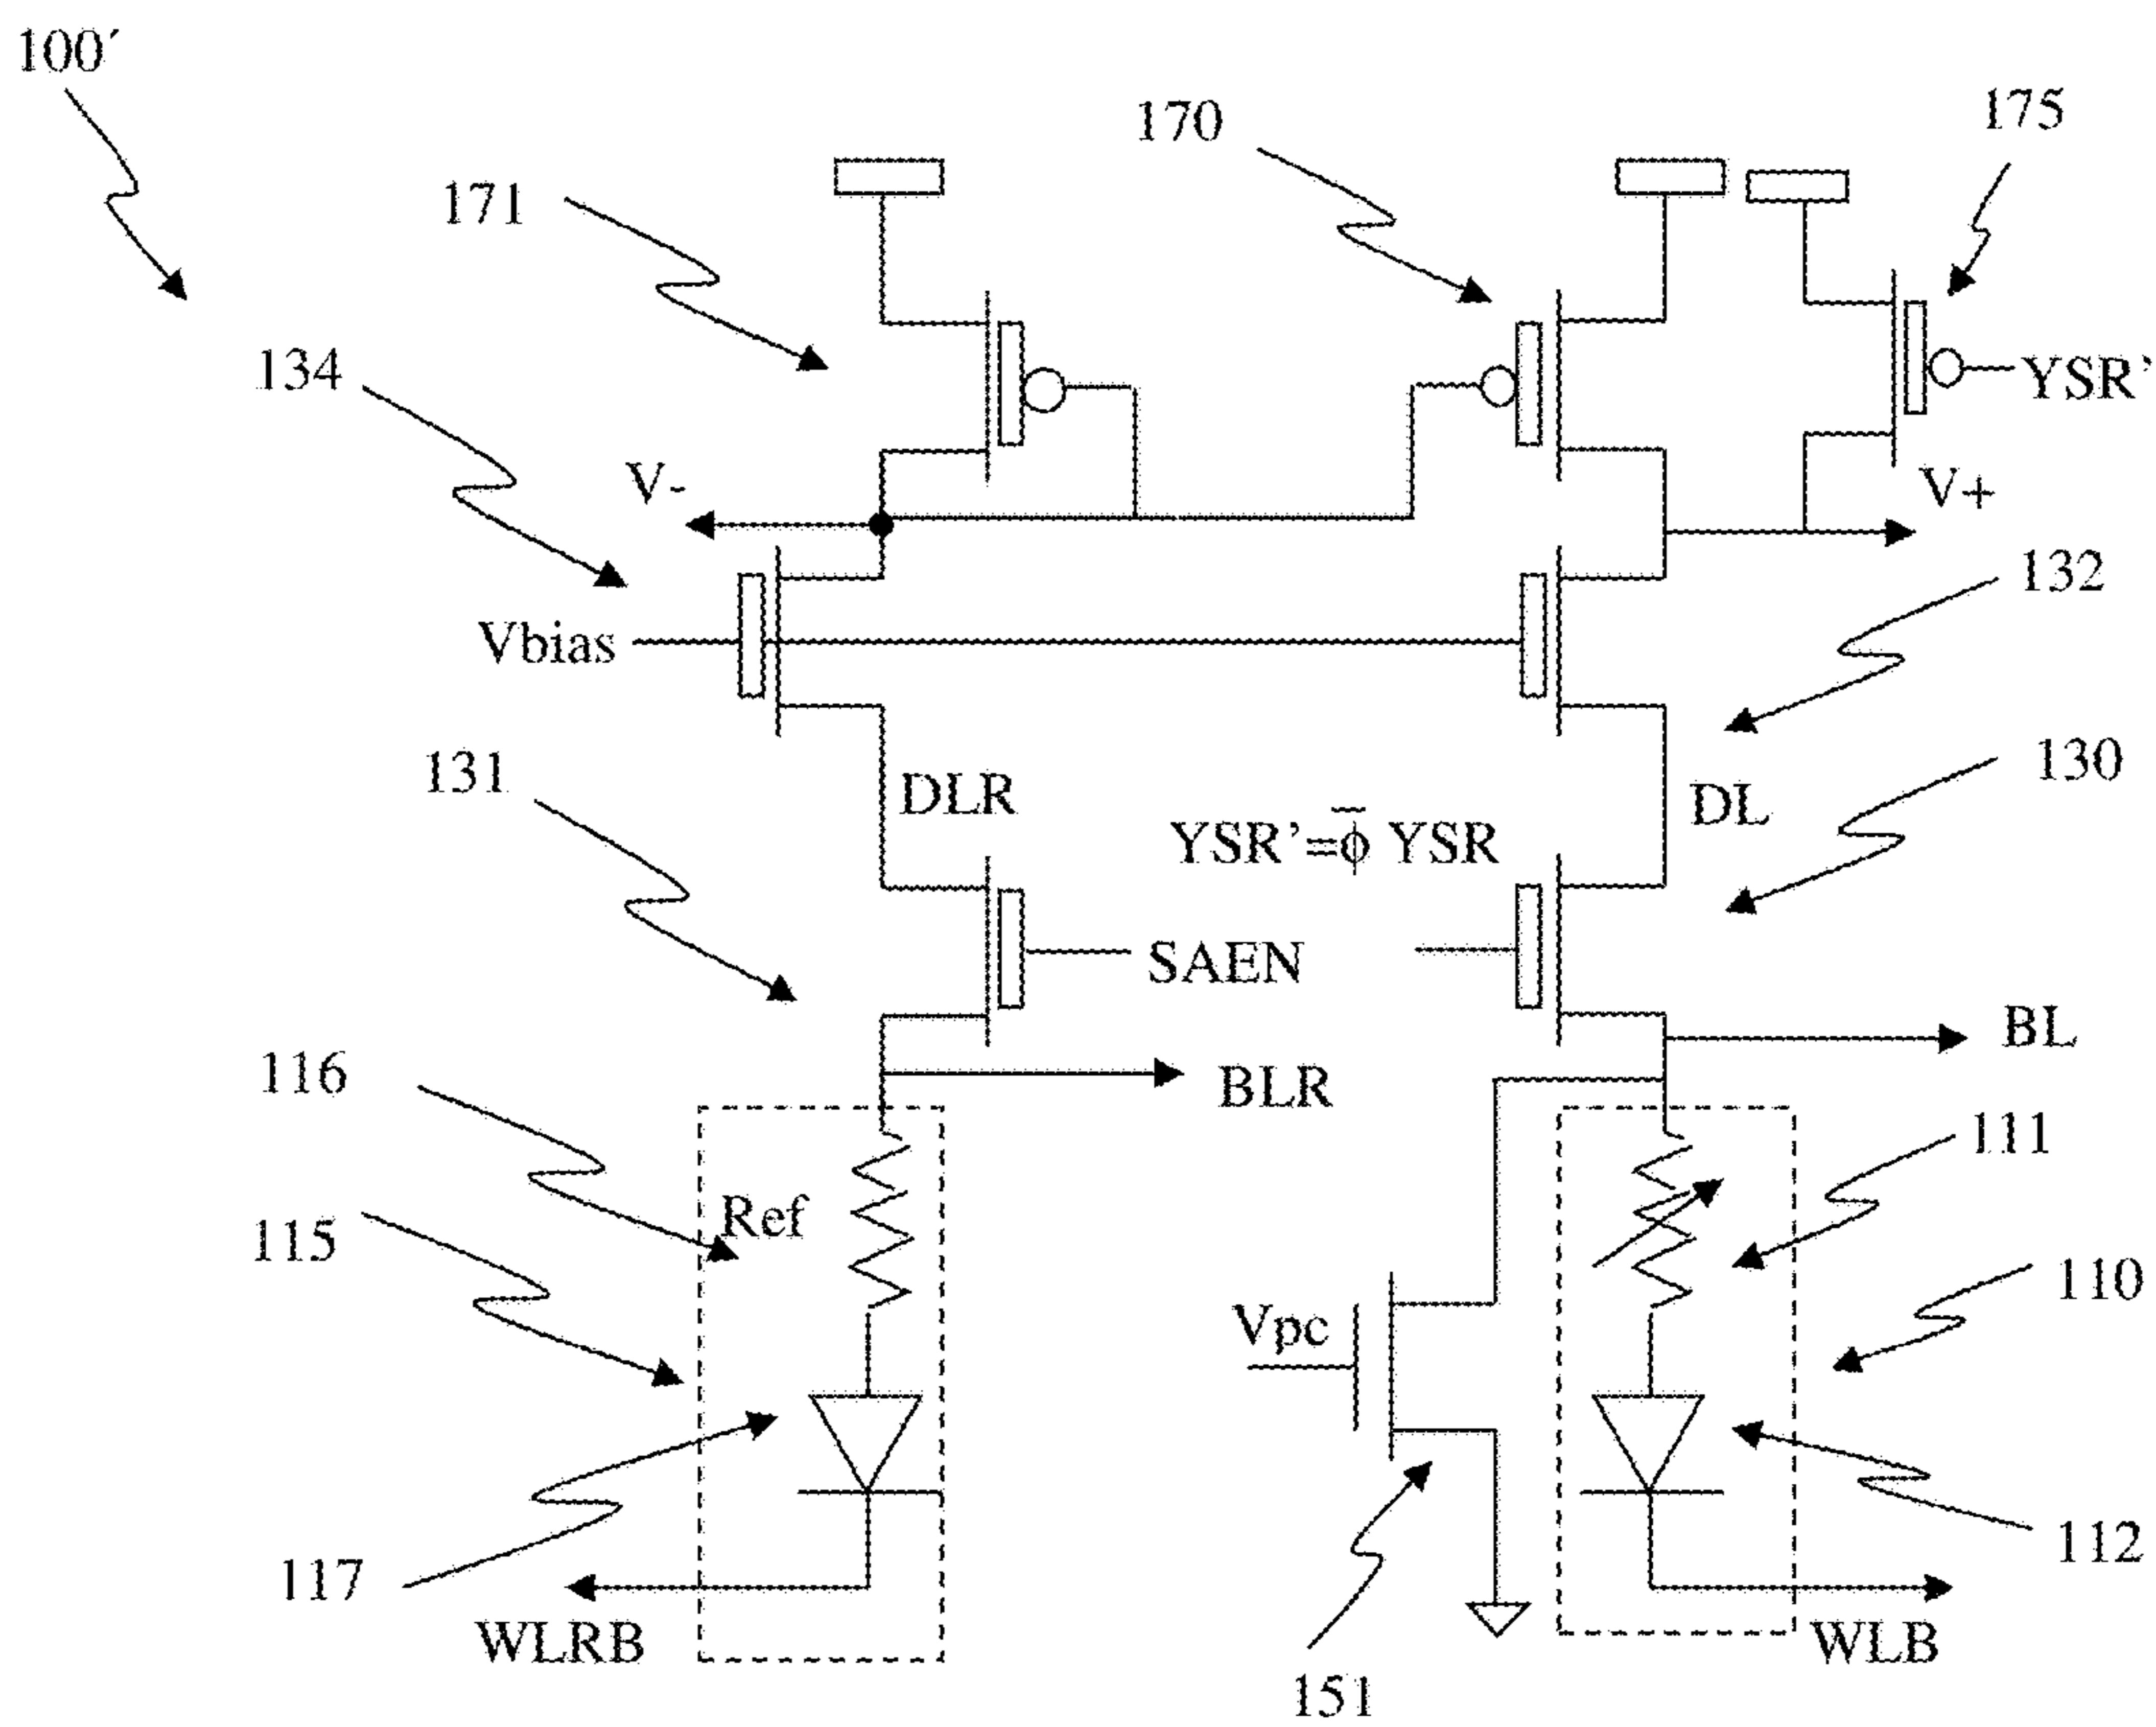 100´
170
175
171
134
YSR'
V-
V+
132
Vbias
131
DLR
130
DL
YSR'=ϕ̅ YSR
SAEN
BL
116
BLR
111
Ref
115
110
Vpc
117
112
WLRB
WLB
151